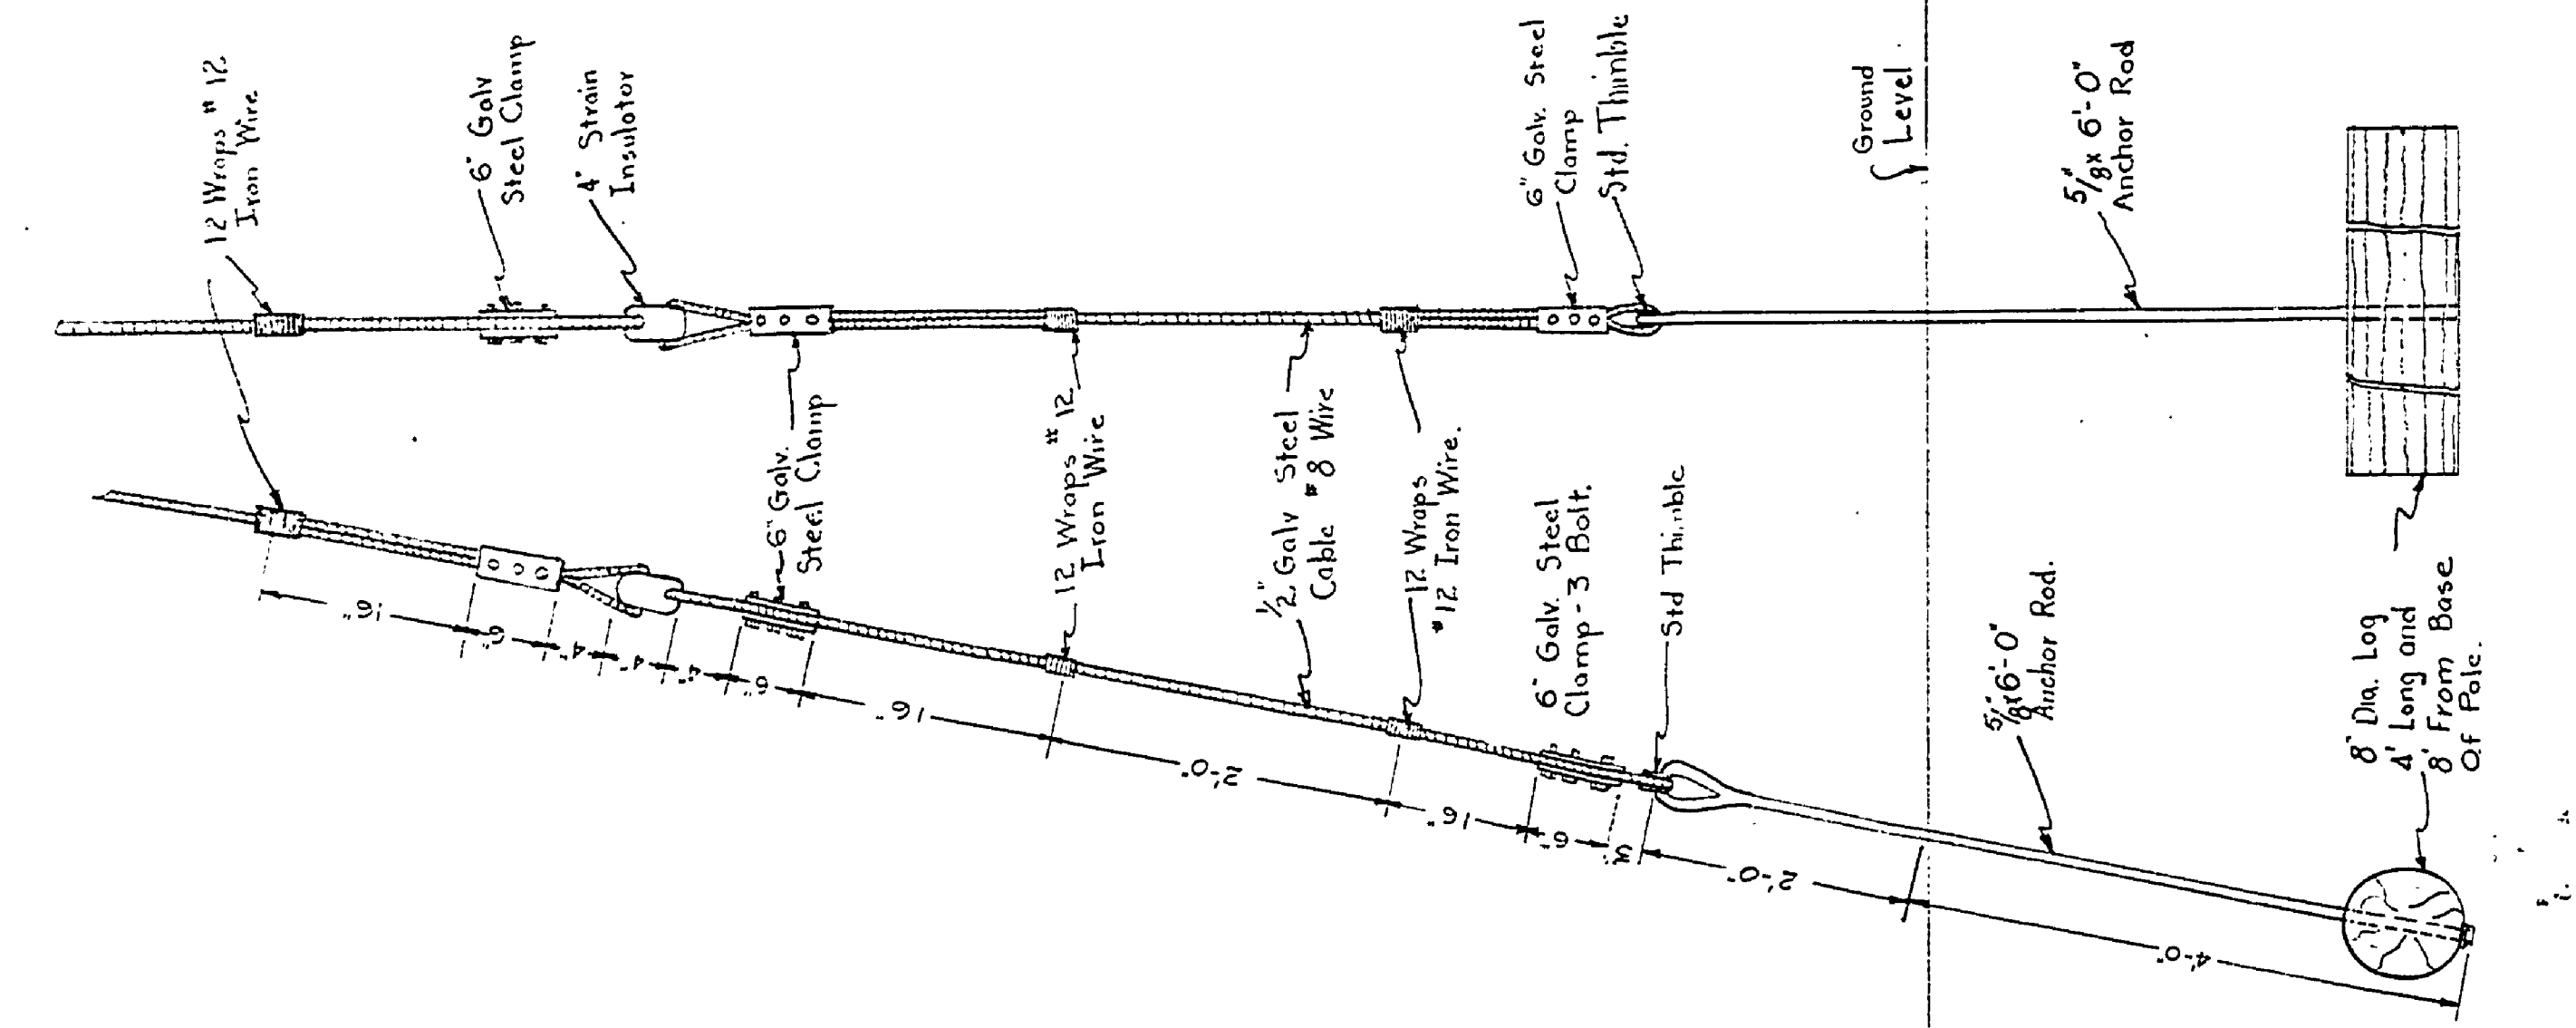 12 Wraps # 12
Iron Wire
6" Galv
Steel Clamp
4" Strain
Insulator
6" Galv. Steel
Clamp
Std. Thimble
Ground
Level
5/8" x 6'-0"
Anchor Rod
6" Galv.
Steel Clamp
12 Wraps # 12
Iron Wire
1/2" Galv Steel
Cable # 8 Wire
12 Wraps
#12 Iron Wire.
6" Galv. Steel
Clamp - 3 Bolt.
Std Thimble
5/8" x 6'-0"
Anchor Rod.
8" Dia. Log
4' Long and
8' From Base
Of Pole.
16"
6"
4"
4"
4"
6"
16"
2'-0"
16"
6"
3"
2'-0"
4'-0"